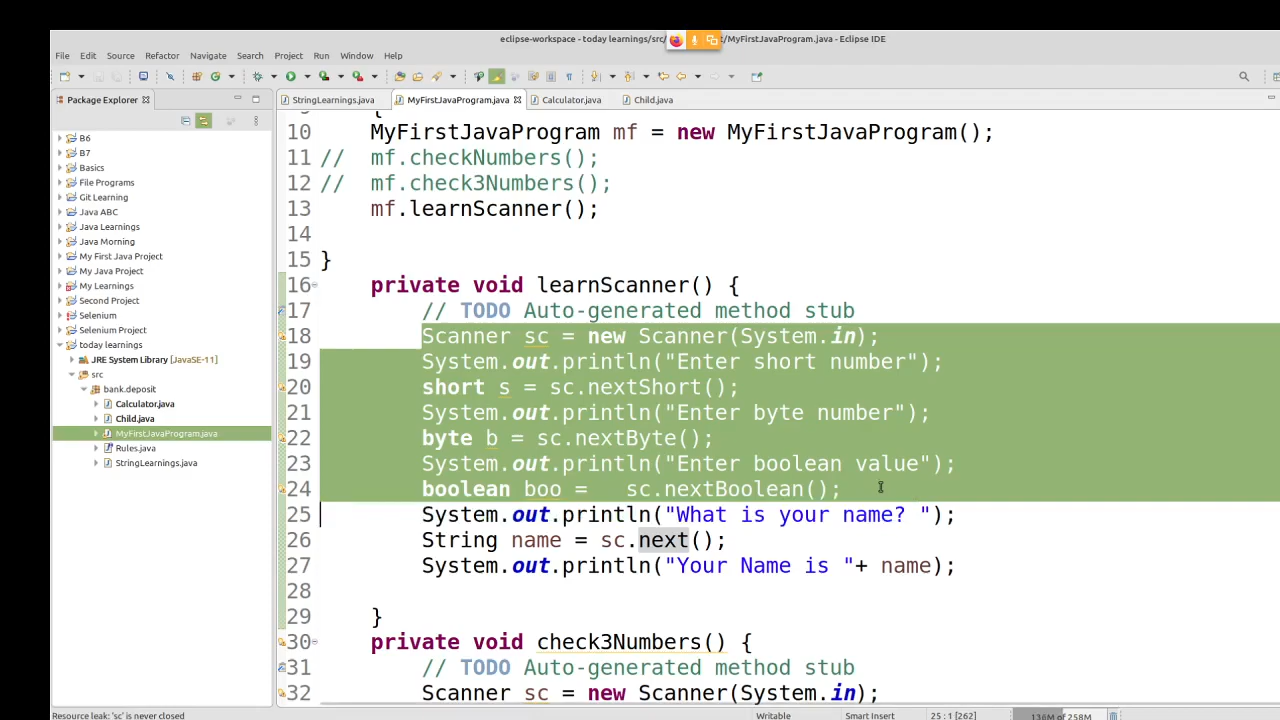 eclipse-workspace - today learnings/src/ t/MyFirstJavaProgram.java - Eclipse IDE
File Edit Source Refactor Navigate Search Project Run Window Help
Package Explorer
StringLearnings.java MyFirstJavaProgram.java Calculator.java Child.java
B6
B7
Basics
File Programs
Git Learning
Java ABC
Java Learnings
Java Morning
My First Java Project
My Java Project
My Learnings
Second Project
Selenium
Selenium Project
today learnings
JRE System Library [JavaSE-11]
src
bank.deposit
Calculator.java
Child.java
MyFirstJavaProgram.java
Rules.java
StringLearnings.java
{
10 MyFirstJavaProgram mf = new MyFirstJavaProgram();
11 // mf.checkNumbers();
12 // mf.check3Numbers();
13 mf.learnScanner();
14
15 }
16 private void learnScanner() {
17 // TODO Auto-generated method stub
18 Scanner sc = new Scanner(System.in);
19 System.out.println("Enter short number");
20 short s = sc.nextShort();
21 System.out.println("Enter byte number");
22 byte b = sc.nextByte();
23 System.out.println("Enter boolean value");
24 boolean boo =   sc.nextBoolean();
25 System.out.println("What is your name? ");
26 String name = sc.next();
27 System.out.println("Your Name is "+ name);
28
29 }
30 private void check3Numbers() {
31 // TODO Auto-generated method stub
32 Scanner sc = new Scanner(System.in);
Resource leak: 'sc' is never closed Writable Smart Insert 25 : 1 [262] 136M of 258M